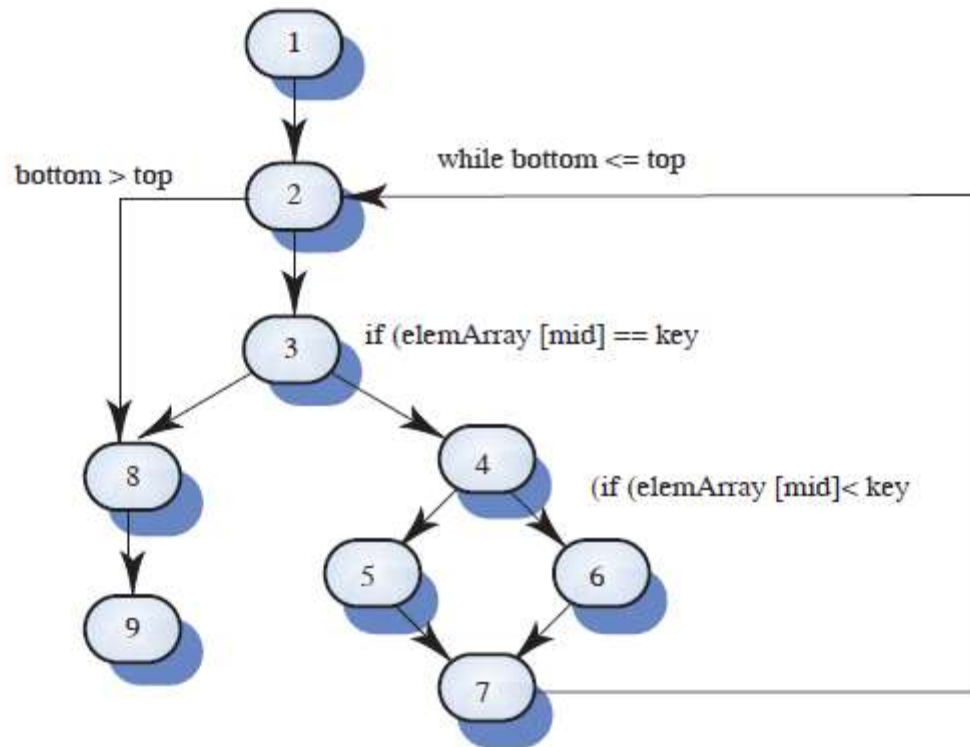 1
while bottom <= top
bottom > top
2
3
if (elemArray [mid] == key
8
4
(if (elemArray [mid]< key
5
6
9
7